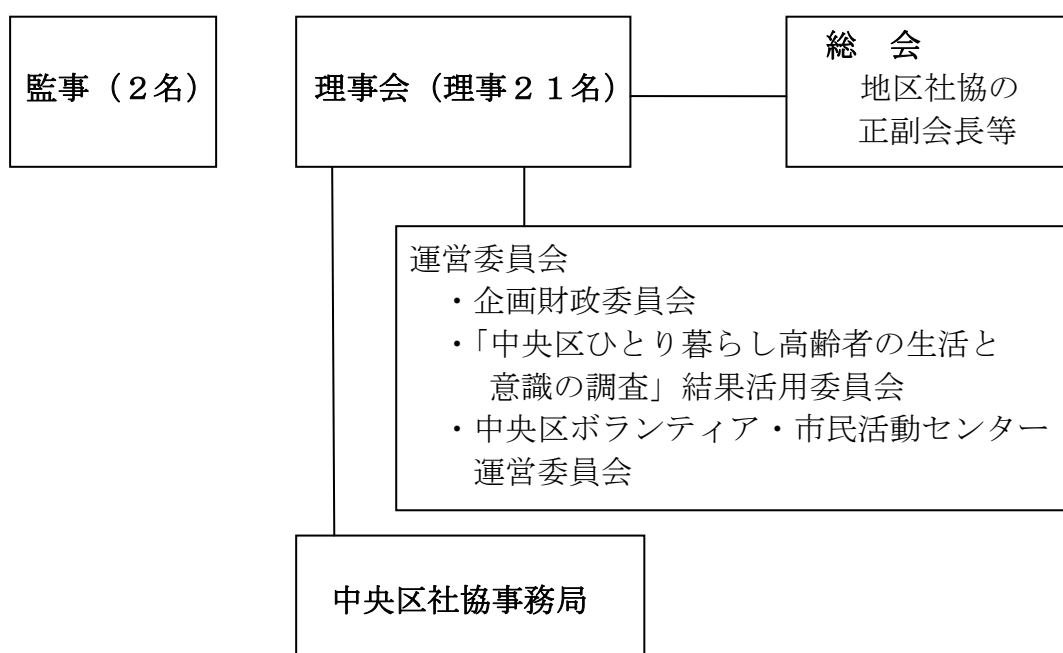 監事（2名）
理事会（理事２１名）
総　会
地区社協の
正副会長等
運営委員会
・企画財政委員会
・「中央区ひとり暮らし高齢者の生活と
意識の調査」結果活用委員会
・中央区ボランティア・市民活動センター
運営委員会
中央区社協事務局